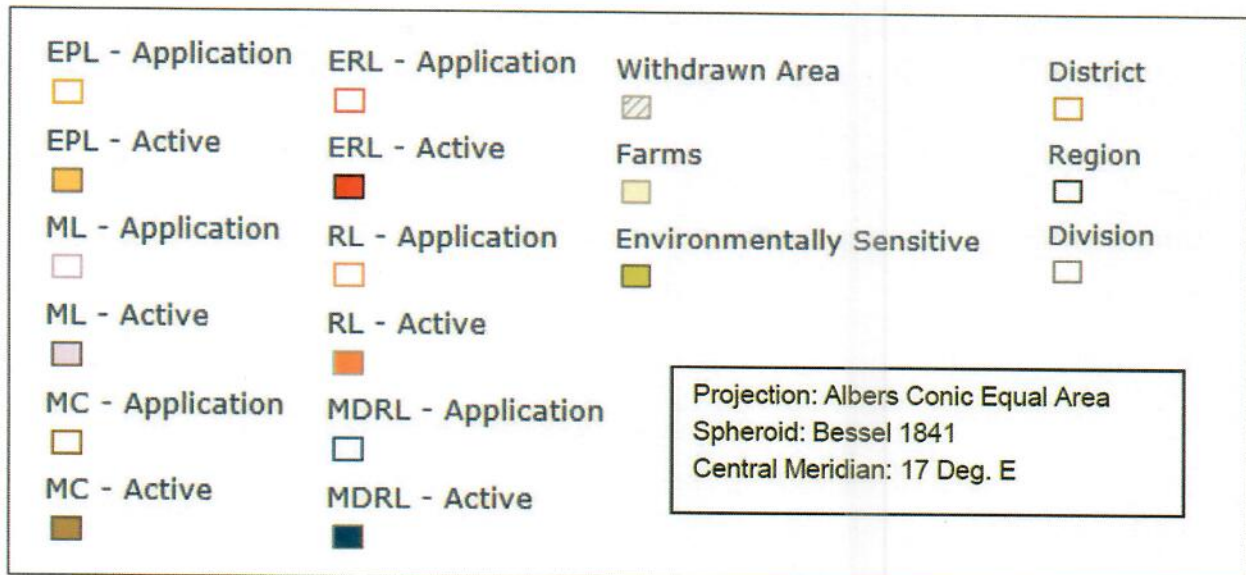 EPL - Application
EPL - Active
ML - Application
ML - Active
MC - Application
MC - Active
ERL - Application
ERL - Active
RL - Application
RL - Active
MDRL - Application
MDRL - Active
Withdrawn Area
Farms
Environmentally Sensitive
District
Region
Division
Projection: Albers Conic Equal Area
Spheroid: Bessel 1841
Central Meridian: 17 Deg. E